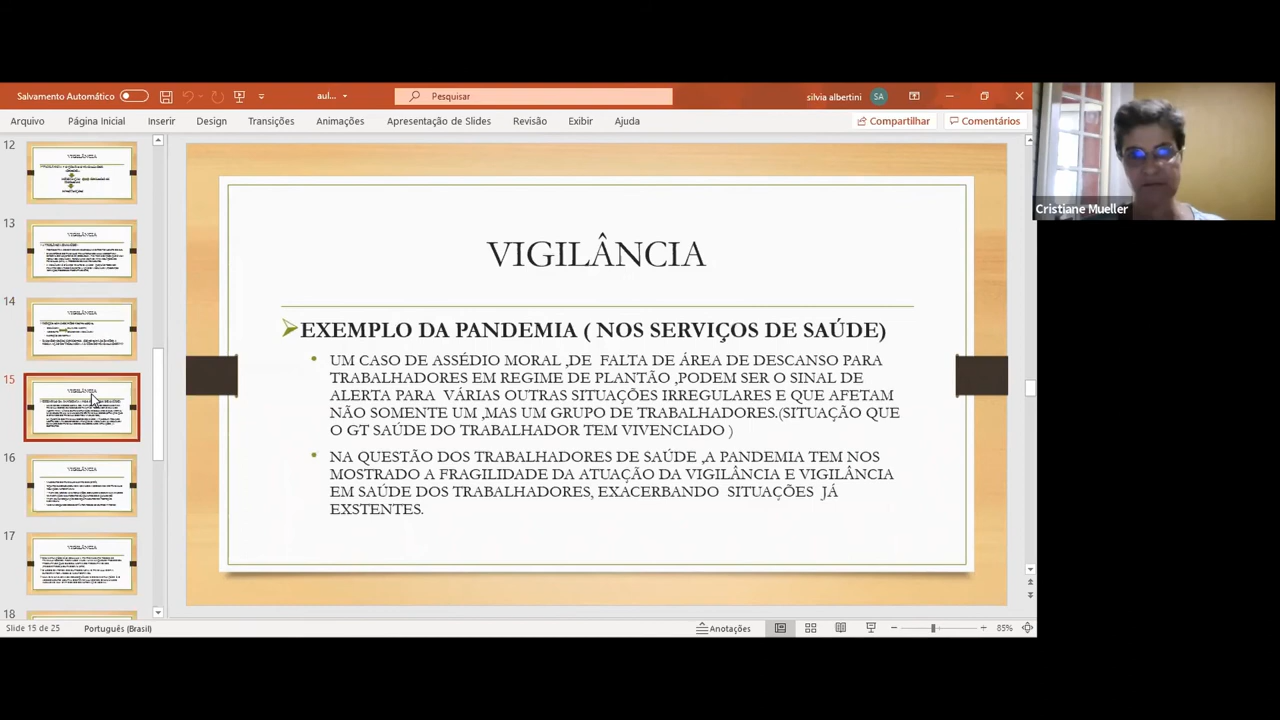 Salvamento Automático
aul...
Pesquisar
silvia albertini
SA
Arquivo
Página Inicial
Inserir
Design
Transições
Animações
Apresentação de Slides
Revisão
Exibir
Ajuda
Compartilhar
Comentários
Cristiane Mueller
12
VIGILÂNCIA
13
VIGILÂNCIA
14
VIGILÂNCIA
15
VIGILÂNCIA
16
VIGILÂNCIA
17
VIGILÂNCIA
18
VIGILÂNCIA
EXEMPLO DA PANDEMIA ( NOS SERVIÇOS DE SAÚDE)
UM CASO DE ASSÉDIO MORAL ,DE FALTA DE ÁREA DE DESCANSO PARA
TRABALHADORES EM REGIME DE PLANTÃO ,PODEM SER O SINAL DE
ALERTA PARA VÁRIAS OUTRAS SITUAÇÕES IRREGULARES E QUE AFETAM
NÃO SOMENTE UM ,MAS UM GRUPO DE TRABALHADORES.(SITUAÇÃO QUE
O GT SAÚDE DO TRABALHADOR TEM VIVENCIADO )
NA QUESTÃO DOS TRABALHADORES DE SAÚDE ,A PANDEMIA TEM NOS
MOSTRADO A FRAGILIDADE DA ATUAÇÃO DA VIGILÂNCIA E VIGILÂNCIA
EM SAÚDE DOS TRABALHADORES, EXACERBANDO SITUAÇÕES JÁ
EXSTENTES.
Slide 15 de 25
Português (Brasil)
Anotações
85%